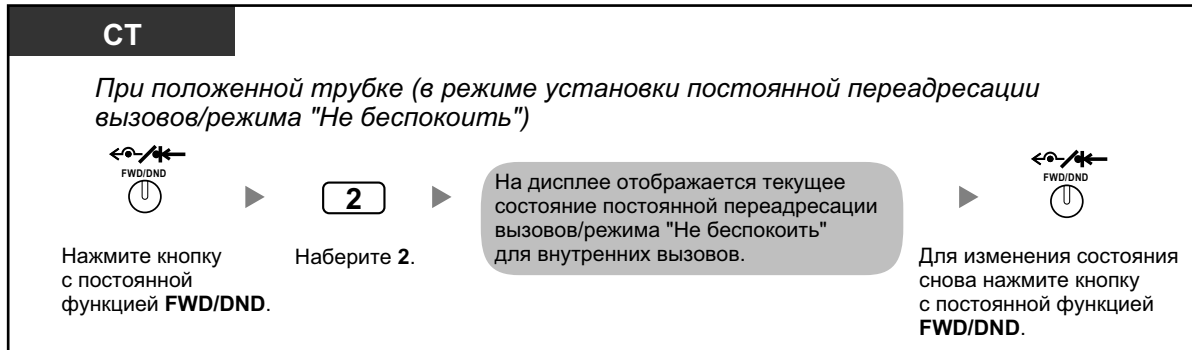 СТ
При положенной трубке (в режиме установки постоянной переадресации
вызовов/режима "Не беспокоить")
FWD/DND
2
На дисплее отображается текущее
состояние постоянной переадресации
вызовов/режима "Не беспокоить"
для внутренних вызовов.
FWD/DND
Нажмите кнопку
с постоянной
функцией FWD/DND.
Наберите 2.
Для изменения состояния
снова нажмите кнопку
с постоянной функцией
FWD/DND.